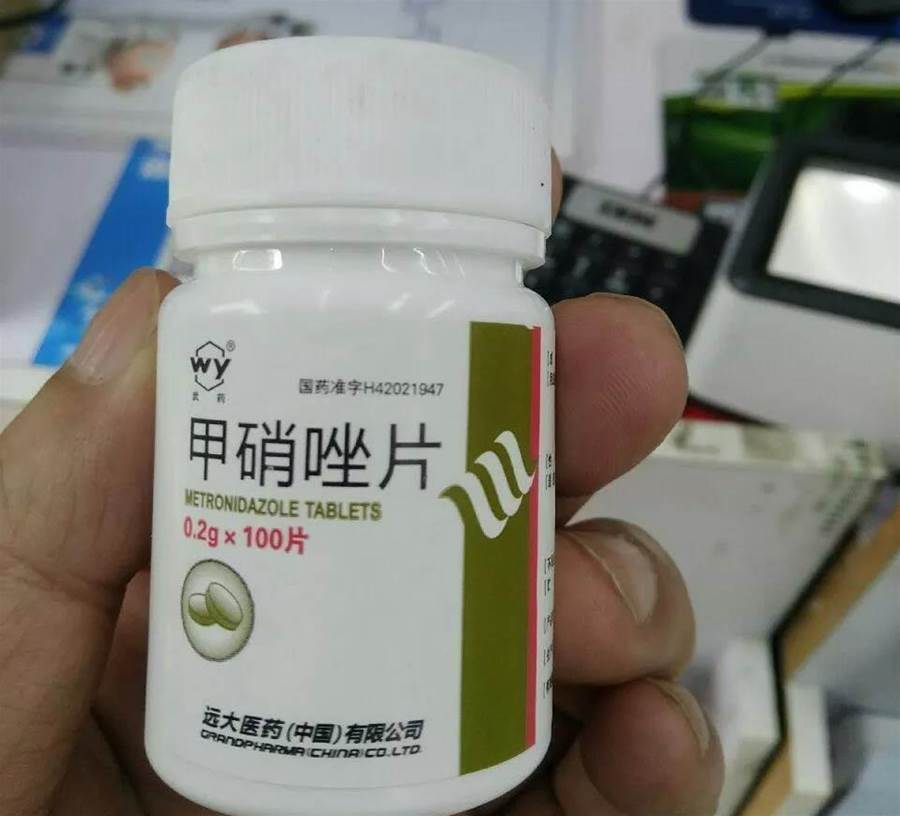 wy®
武药
国药准字H42021947
甲硝唑片
METRONIDAZOLE TABLETS
0.2g×100片
远大医药(中国)有限公司
GRANDPHARMA(CHINA)CO.LTD.